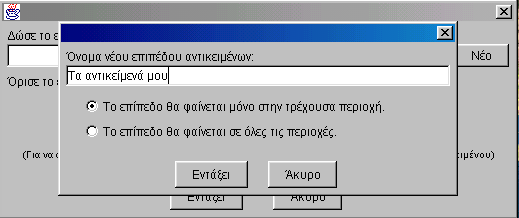 Δώσε το ε
Όνομα νέου επιπέδου αντικειμένων:
Νέο
Τα αντικείμενά μου
Όρισε το
Το επίπεδο θα φαίνεται μόνο στην τρέχουσα περιοχή.
Το επίπεδο θα φαίνεται σε όλες τις περιοχές.
(Για να
ειμένου)
Εντάξει Άκυρο
Εντάξει Άκυρο